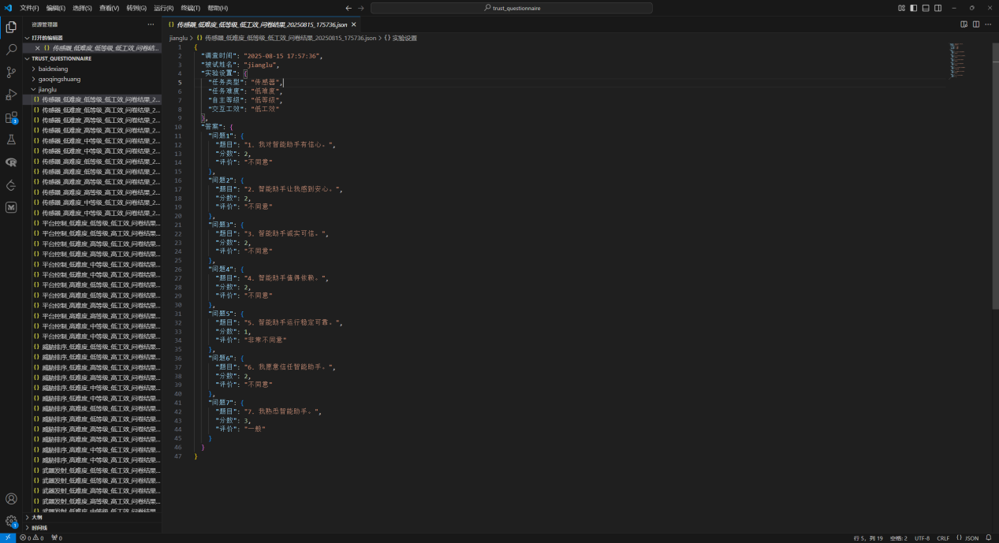 文件(F) 编辑(E) 选择(S) 查看(V) 转到(G) 运行(R) 终端(T) 帮助(H)
trust_questionnaire
资源管理器
打开的编辑器
传感器_低难度_低等级_低工效_问卷结...
TRUST_QUESTIONNAIRE
baidexiang
gaoqingshuang
jianglu
传感器_低难度_低等级_低工效_问卷结果_2...
传感器_低难度_低等级_高工效_问卷结果_2...
传感器_低难度_高等级_低工效_问卷结果_2...
传感器_低难度_高等级_高工效_问卷结果_2...
传感器_低难度_中等级_低工效_问卷结果_2...
传感器_低难度_中等级_高工效_问卷结果_2...
传感器_高难度_低等级_低工效_问卷结果_2...
传感器_高难度_低等级_高工效_问卷结果_2...
传感器_高难度_高等级_低工效_问卷结果_2...
传感器_高难度_高等级_高工效_问卷结果_2...
传感器_高难度_中等级_低工效_问卷结果_2...
传感器_高难度_中等级_高工效_问卷结果_2...
平台控制_低难度_低等级_低工效_问卷结果...
平台控制_低难度_低等级_高工效_问卷结果...
平台控制_低难度_高等级_低工效_问卷结果...
平台控制_低难度_高等级_高工效_问卷结果...
平台控制_低难度_中等级_低工效_问卷结果...
平台控制_低难度_中等级_高工效_问卷结果...
平台控制_高难度_低等级_低工效_问卷结果...
平台控制_高难度_低等级_高工效_问卷结果...
平台控制_高难度_高等级_低工效_问卷结果...
平台控制_高难度_高等级_高工效_问卷结果...
平台控制_高难度_中等级_低工效_问卷结果...
平台控制_高难度_中等级_高工效_问卷结果...
威胁排序_低难度_低等级_低工效_问卷结果...
威胁排序_低难度_低等级_高工效_问卷结果...
威胁排序_低难度_高等级_低工效_问卷结果...
威胁排序_低难度_高等级_高工效_问卷结果...
威胁排序_低难度_中等级_低工效_问卷结果...
威胁排序_低难度_中等级_高工效_问卷结果...
威胁排序_高难度_低等级_低工效_问卷结果...
威胁排序_高难度_低等级_高工效_问卷结果...
威胁排序_高难度_高等级_低工效_问卷结果...
威胁排序_高难度_高等级_高工效_问卷结果...
威胁排序_高难度_中等级_低工效_问卷结果...
威胁排序_高难度_中等级_高工效_问卷结果...
武器发射_低难度_低等级_低工效_问卷结果...
武器发射_低难度_低等级_高工效_问卷结果...
武器发射_低难度_高等级_低工效_问卷结果...
武器发射_低难度_高等级_高工效_问卷结果...
武器发射_低难度_中等级_低工效_问卷结果...
大纲
时间线
传感器_低难度_低等级_低工效_问卷结果_20250815_175736.json
jianglu > {} 传感器_低难度_低等级_低工效_问卷结果_20250815_175736.json > {} 实验设置
1 {
2 "调查时间": "2025-08-15 17:57:36",
3 "被试姓名": "jianglu",
4 "实验设置": {
5 "任务类型": "传感器",
6 "任务难度": "低难度",
7 "自主等级": "低等级",
8 "交互工效": "低工效"
9 },
10 "答案": {
11 "问题1": {
12 "题目": "1、我对智能助手有信心。",
13 "分数": 2,
14 "评价": "不同意"
15 },
16 "问题2": {
17 "题目": "2、智能助手让我感到安心。",
18 "分数": 2,
19 "评价": "不同意"
20 },
21 "问题3": {
22 "题目": "3、智能助手诚实可信。",
23 "分数": 2,
24 "评价": "不同意"
25 },
26 "问题4": {
27 "题目": "4、智能助手值得依赖。",
28 "分数": 2,
29 "评价": "不同意"
30 },
31 "问题5": {
32 "题目": "5、智能助手运行稳定可靠。",
33 "分数": 1,
34 "评价": "非常不同意"
35 },
36 "问题6": {
37 "题目": "6、我愿意信任智能助手。",
38 "分数": 2,
39 "评价": "不同意"
40 },
41 "问题7": {
42 "题目": "7、我熟悉智能助手。",
43 "分数": 3,
44 "评价": "一般"
45 }
46 }
47 }
0 0 0
行 5，列 19 空格: 2 UTF-8 CRLF {} JSON